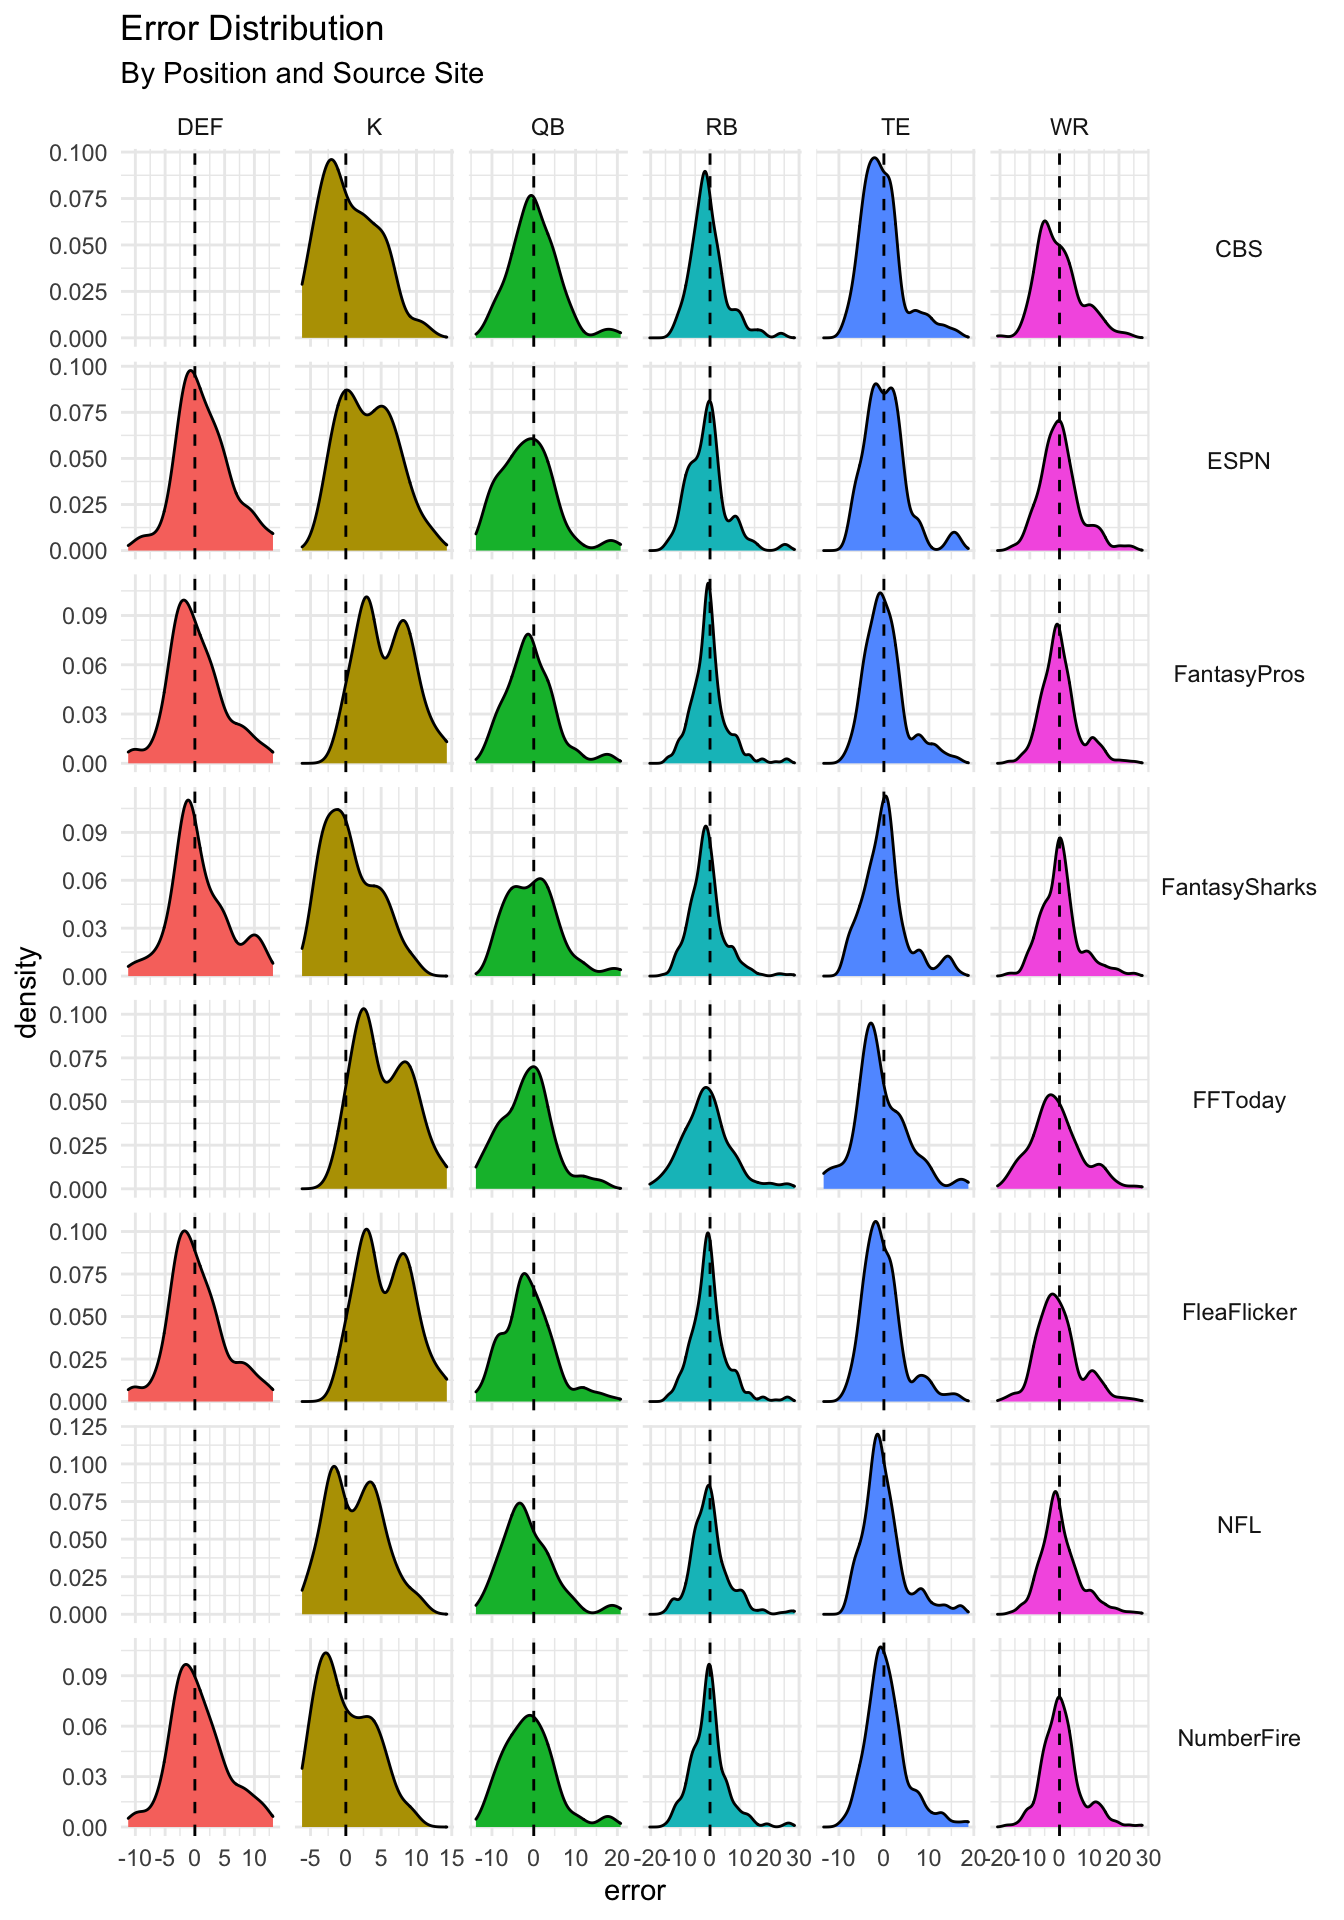 Error Distribution
By Position and Source Site
DEF K QB RB TE WR
0.100
0.075
0.050
0.025
0.000
CBS
0.100
0.075
0.050
0.025
0.000
ESPN
0.09
0.06
0.03
0.00
FantasyPros
0.09
0.06
0.03
0.00
FantasySharks
density
0.100
0.075
0.050
0.025
0.000
FFToday
0.100
0.075
0.050
0.025
0.000
FleaFlicker
0.125
0.100
0.075
0.050
0.025
0.000
NFL
0.09
0.06
0.03
0.00
NumberFire
-10 -5 0 5 10 -5 0 5 10 15 -10 0 10 20 -20 -10 0 10 20 30 -10 0 10 20 -20 -10 0 10 20 30
error